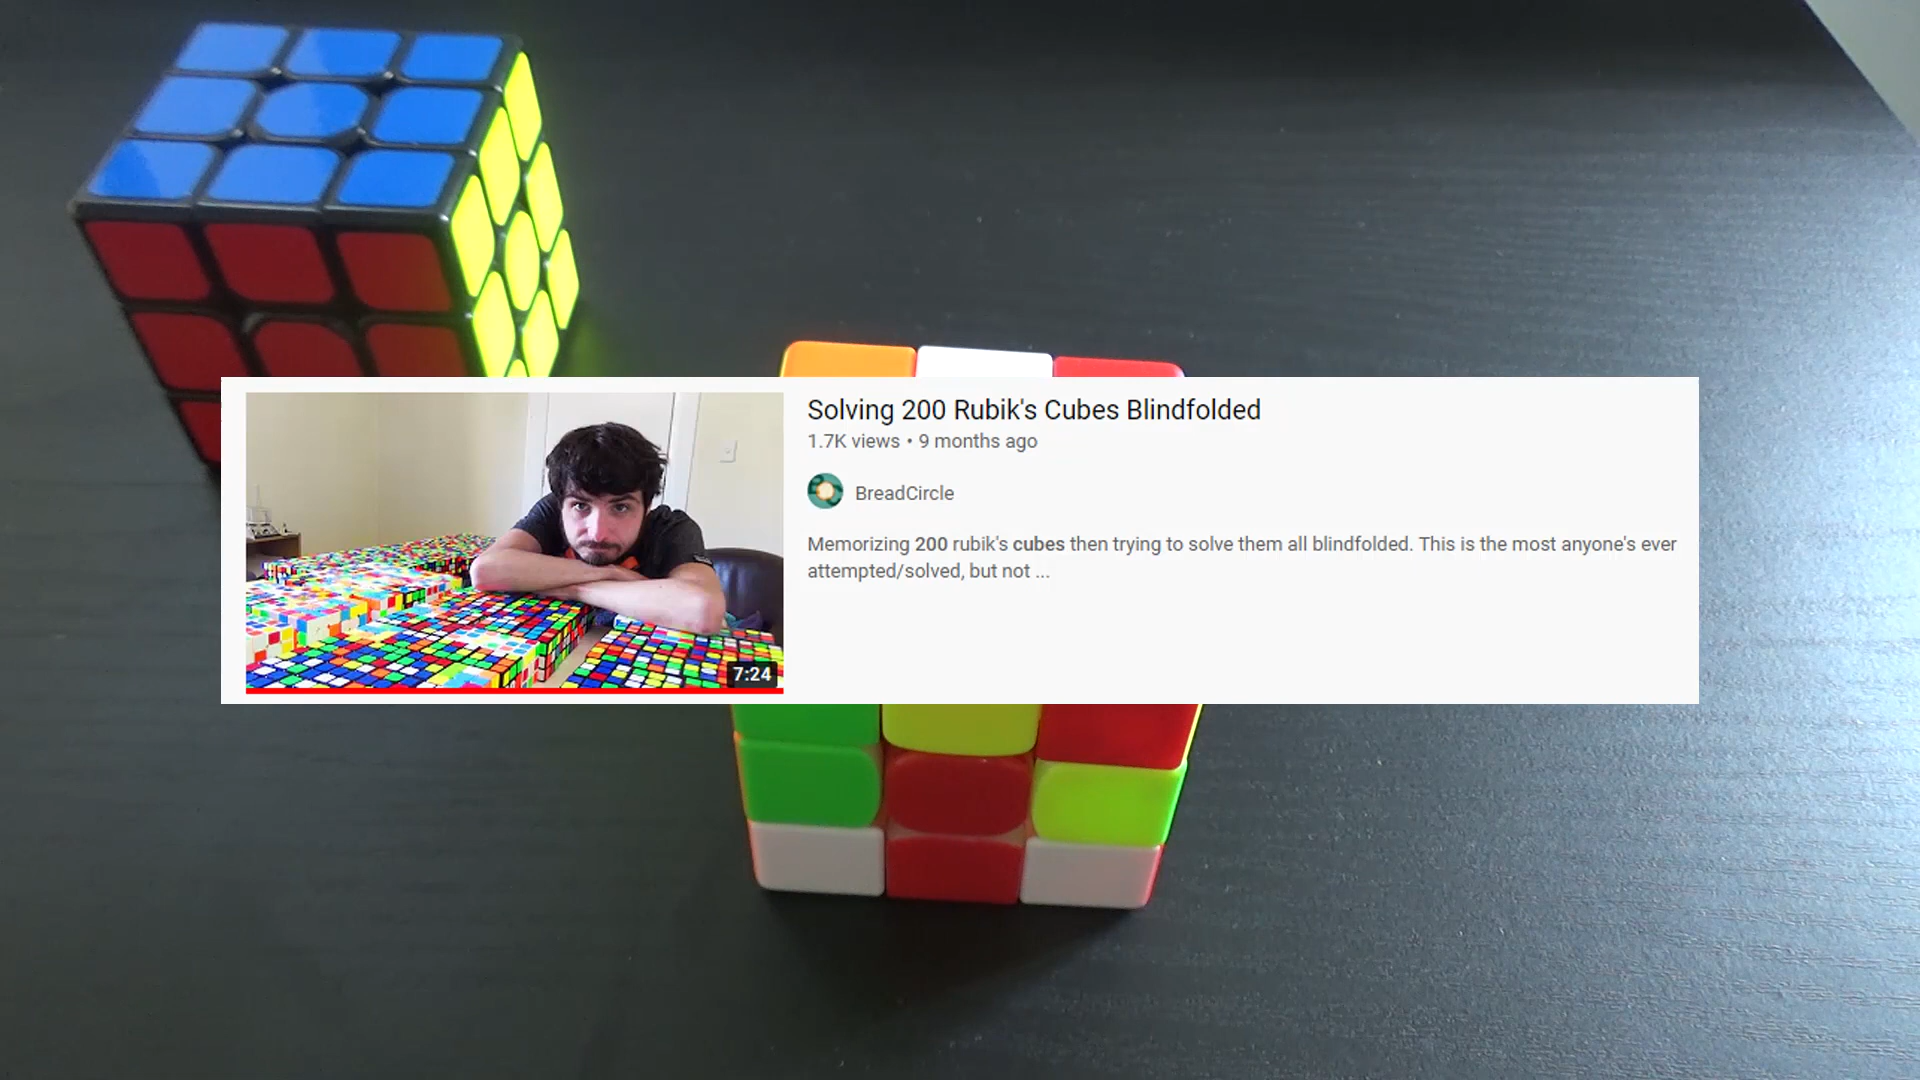 Solving 200 Rubik's Cubes Blindfolded
1.7K views • 9 months ago
BreadCircle
Memorizing 200 rubik's cubes then trying to solve them all blindfolded. This is the most anyone's ever
attempted/solved, but not ...
7:24